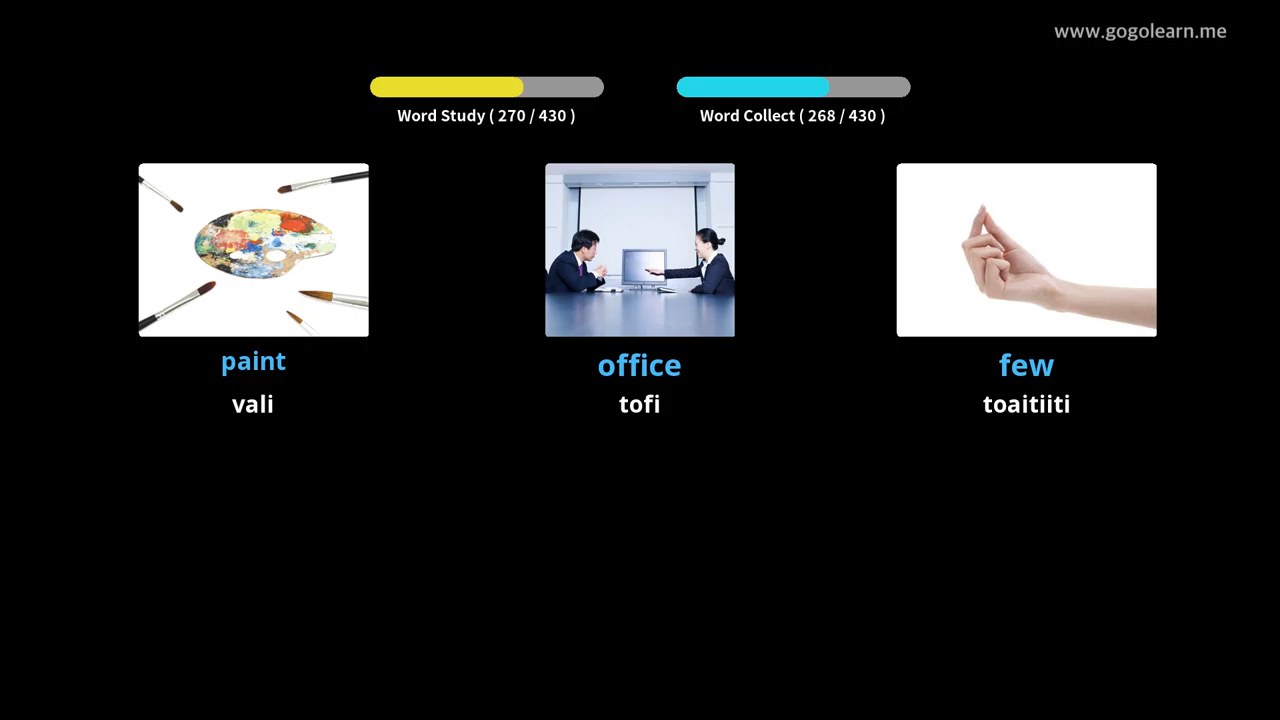 www.gogolearn.me
Word Study ( 270 / 430 )
Word Collect ( 268 / 430 )
paint
vali
office
tofi
few
toaitiiti